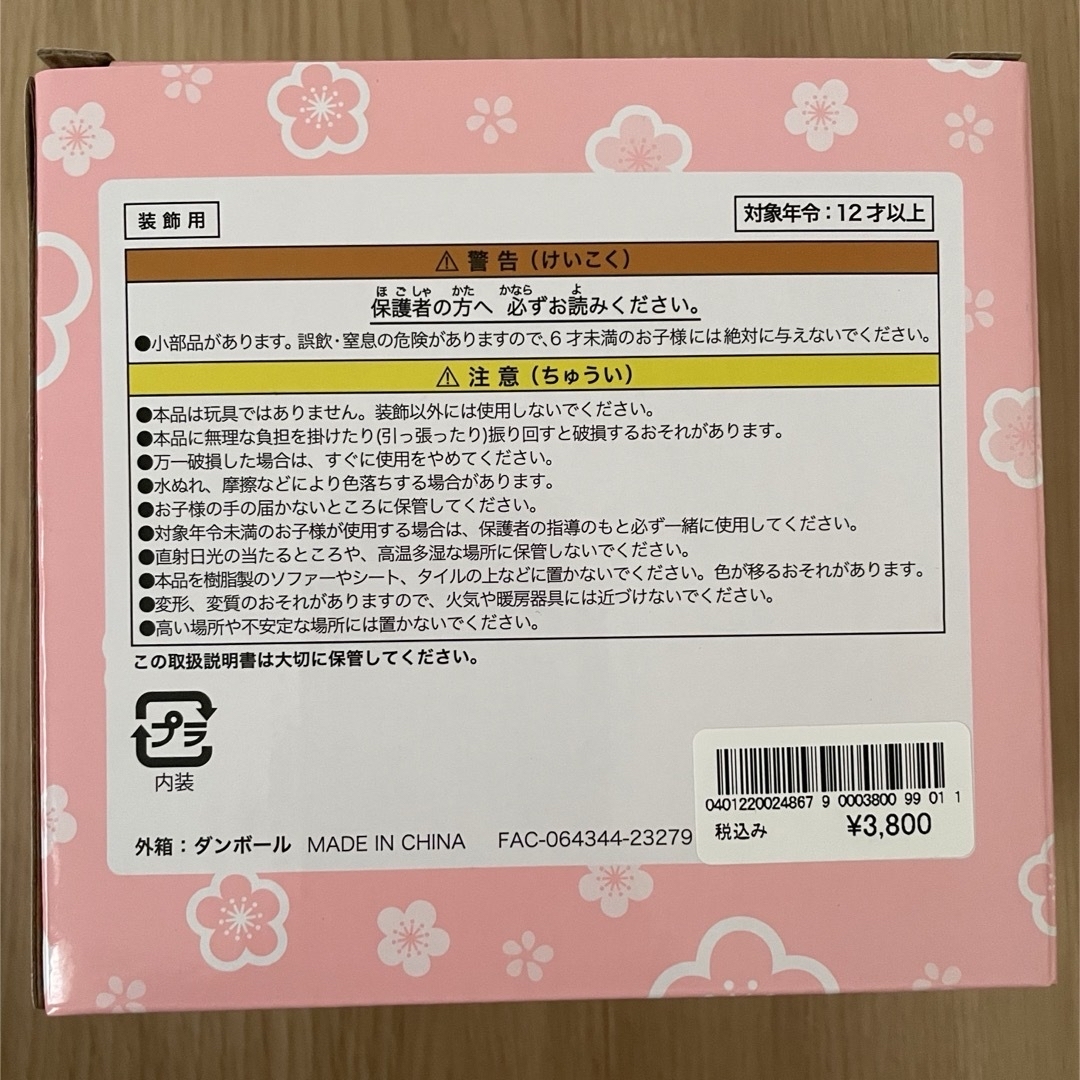 装飾用
対象年令：12才以上
⚠ 警告（けいこく）
ほごしゃ かた かなら よ
保護者の方へ 必ずお読みください。
●小部品があります。誤飲・窒息の危険がありますので、6才未満のお子様には絶対に与えないでください。
⚠ 注意（ちゅうい）
●本品は玩具ではありません。装飾以外には使用しないでください。
●本品に無理な負担を掛けたり(引っ張ったり)振り回すと破損するおそれがあります。
●万一破損した場合は、すぐに使用をやめてください。
●水ぬれ、摩擦などにより色落ちする場合があります。
●お子様の手の届かないところに保管してください。
●対象年令未満のお子様が使用する場合は、保護者の指導のもと必ず一緒に使用してください。
●直射日光の当たるところや、高温多湿な場所に保管しないでください。
●本品を樹脂製のソファーやシート、タイルの上などに置かないでください。色が移るおそれがあります。
●変形、変質のおそれがありますので、火気や暖房器具には近づけないでください。
●高い場所や不安定な場所には置かないでください。
この取扱説明書は大切に保管してください。
プラ
内装
0401220024867 9 0003800 99 01 1
税込み ¥3,800
外箱：ダンボール MADE IN CHINA FAC-064344-23279